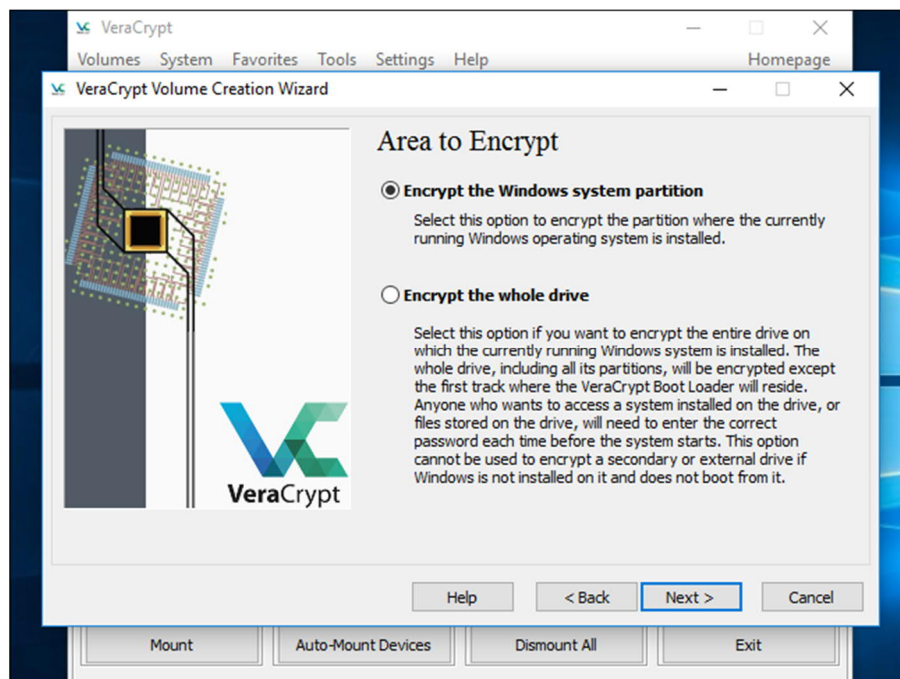 VeraCrypt
Volumes System Favorites Tools Settings Help Homepage
VeraCrypt Volume Creation Wizard
Area to Encrypt
Encrypt the Windows system partition
Select this option to encrypt the partition where the currently
running Windows operating system is installed.
Encrypt the whole drive
Select this option if you want to encrypt the entire drive on
which the currently running Windows system is installed. The
whole drive, including all its partitions, will be encrypted except
the first track where the VeraCrypt Boot Loader will reside.
Anyone who wants to access a system installed on the drive, or
files stored on the drive, will need to enter the correct
password each time before the system starts. This option
cannot be used to encrypt a secondary or external drive if
Windows is not installed on it and does not boot from it.
VeraCrypt
Help < Back Next > Cancel
Mount Auto-Mount Devices Dismount All Exit